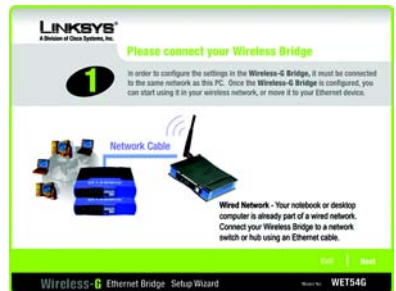 LINKSYS®
A Division of Cisco Systems, Inc.
Please connect your Wireless Bridge
1
In order to configure the settings in the Wireless-G Bridge, it must be connected
to the same network as this PC. Once the Wireless-G Bridge is configured, you
can start using it in your wireless network, or move it to your Ethernet device.
Network Cable
Wired Network - Your notebook or desktop
computer is already part of a wired network.
Connect your Wireless Bridge to a network
switch or hub using an Ethernet cable.
Exit
Next
Wireless-G Ethernet Bridge Setup Wizard
Model No.
WET54G